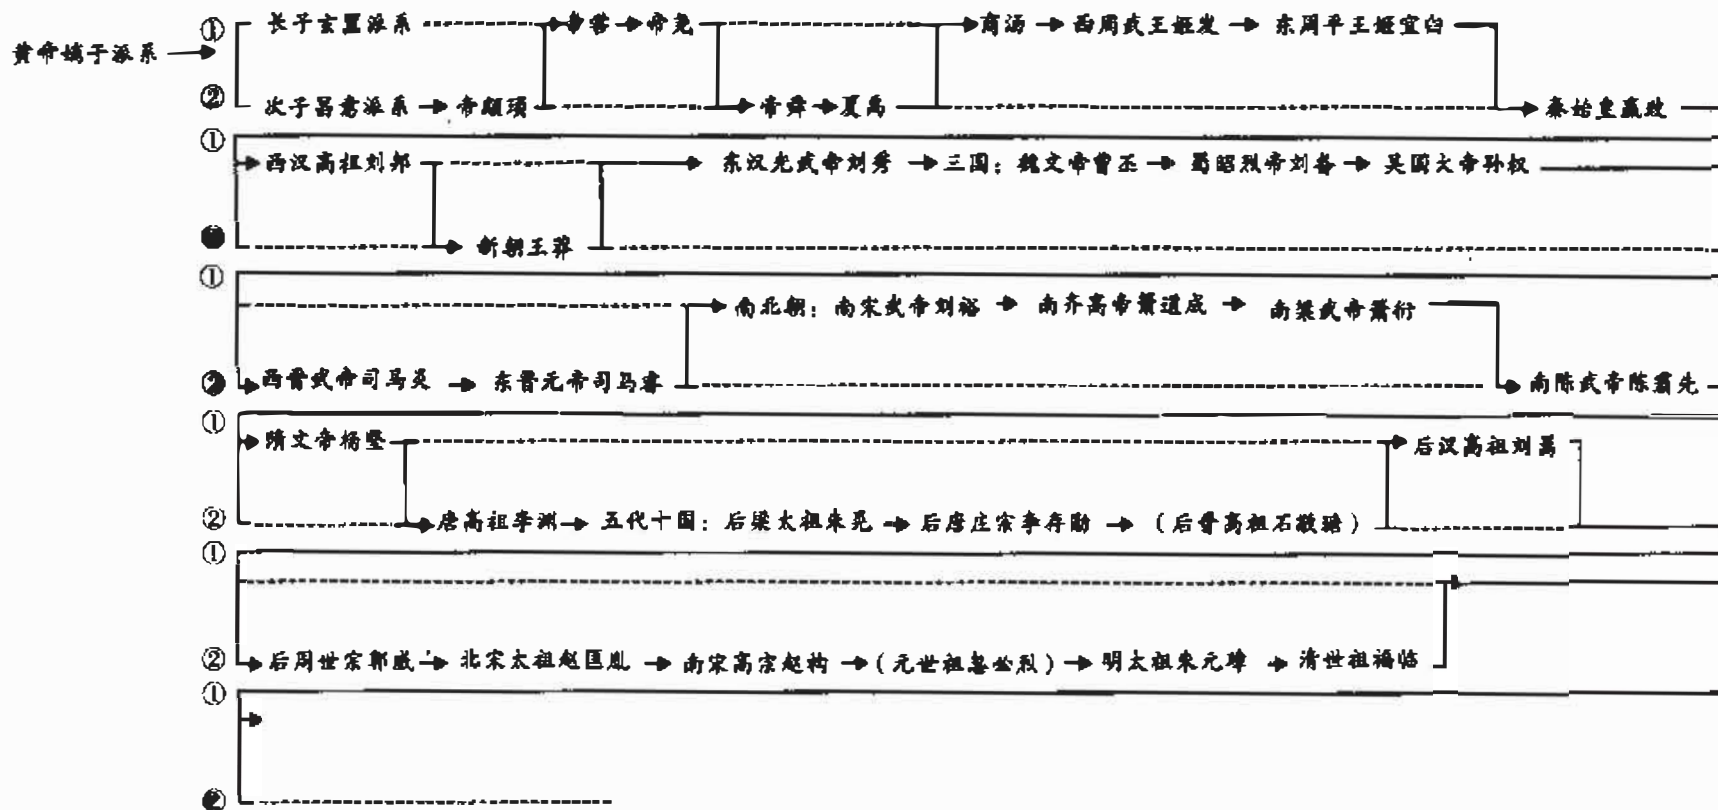 ① 长子玄嚣派系 帝喾 → 帝尧 商汤 → 西周武王姬发 → 东周平王姬宜臼
黄帝嫡子派系
② 次子昌意派系 → 帝颛顼 帝舜 → 夏禹 秦始皇嬴政
①
西汉高祖刘邦 东汉光武帝刘秀 → 三国：魏文帝曹丕 → 蜀昭烈帝刘备 → 吴国大帝孙权
新朝王莽
①
南北朝：南宋武帝刘裕 → 南齐高帝萧道成 → 南梁武帝萧衍
② 西晋武帝司马炎 → 东晋元帝司马睿 南陈武帝陈霸先
①
隋文帝杨坚 后汉高祖刘暠
② 唐高祖李渊 → 五代十国：后梁太祖朱晃 → 后唐庄宗李存勖 → （后晋高祖石敬瑭）
①
② 后周世宗郭威 → 北宋太祖赵匡胤 → 南宋高宗赵构 → （元世祖忽必烈） → 明太祖朱元璋 → 清世祖福临
①
②